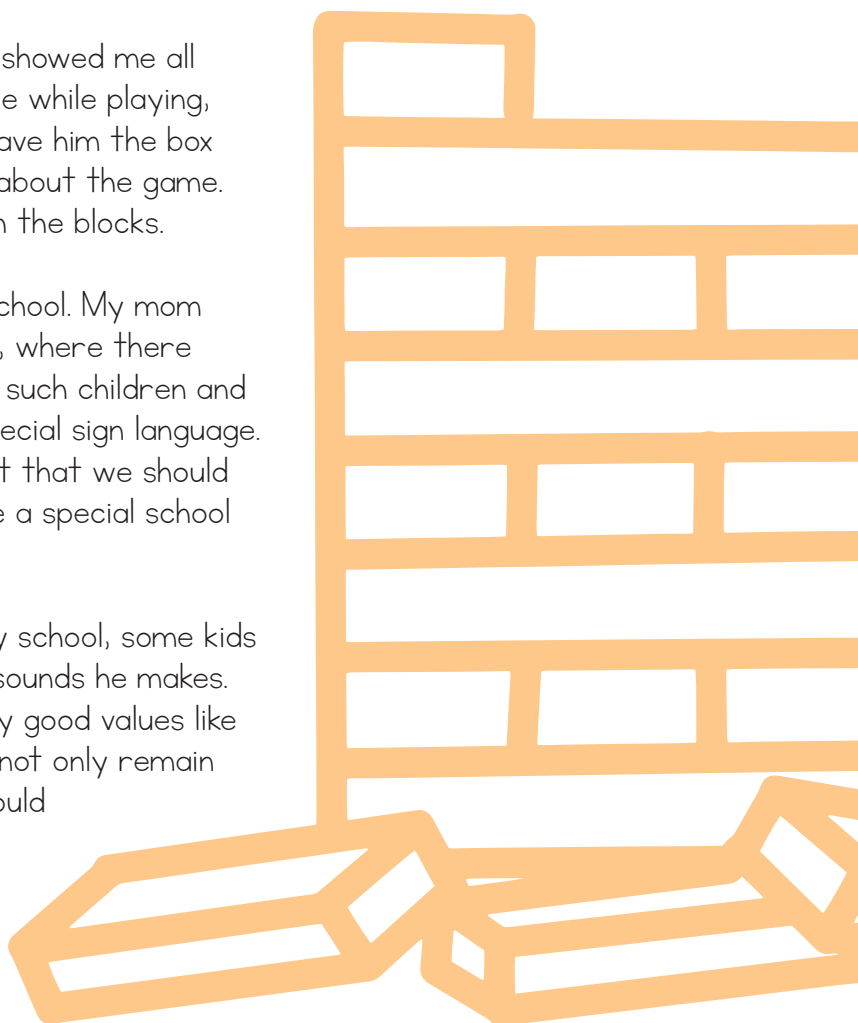 showed me all
e while playing,
ave him the box
about the game.
n the blocks.
chool. My mom
, where there
such children and
ecial sign language.
t that we should
e a special school
y school, some kids
sounds he makes.
y good values like
not only remain
ould